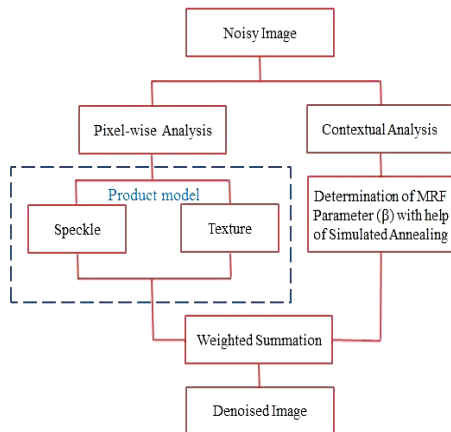 Noisy Image
Pixel-wise Analysis
Contextual Analysis
Product model
Speckle
Texture
Determination of MRF
Parameter (β) with help
of Simulated Annealing
Weighted Summation
Denoised Image